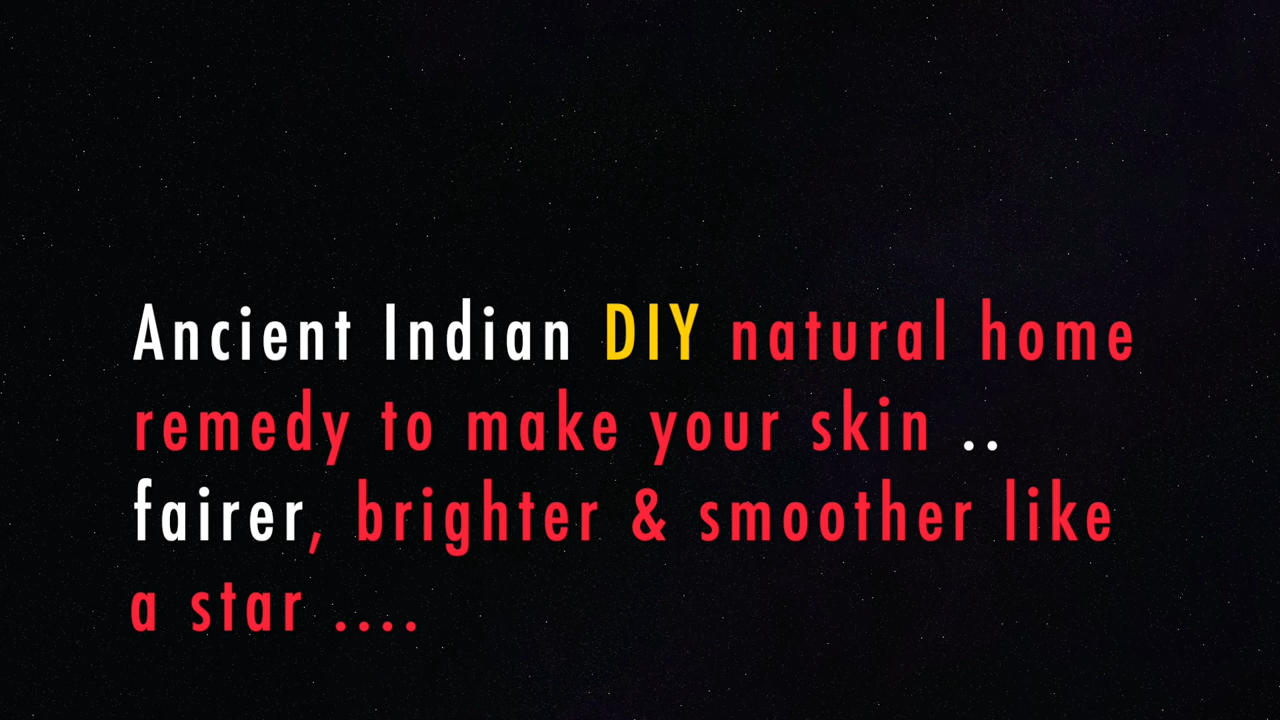 Ancient Indian DIY natural home
remedy to make your skin ..
fairer, brighter & smoother like
a star ....